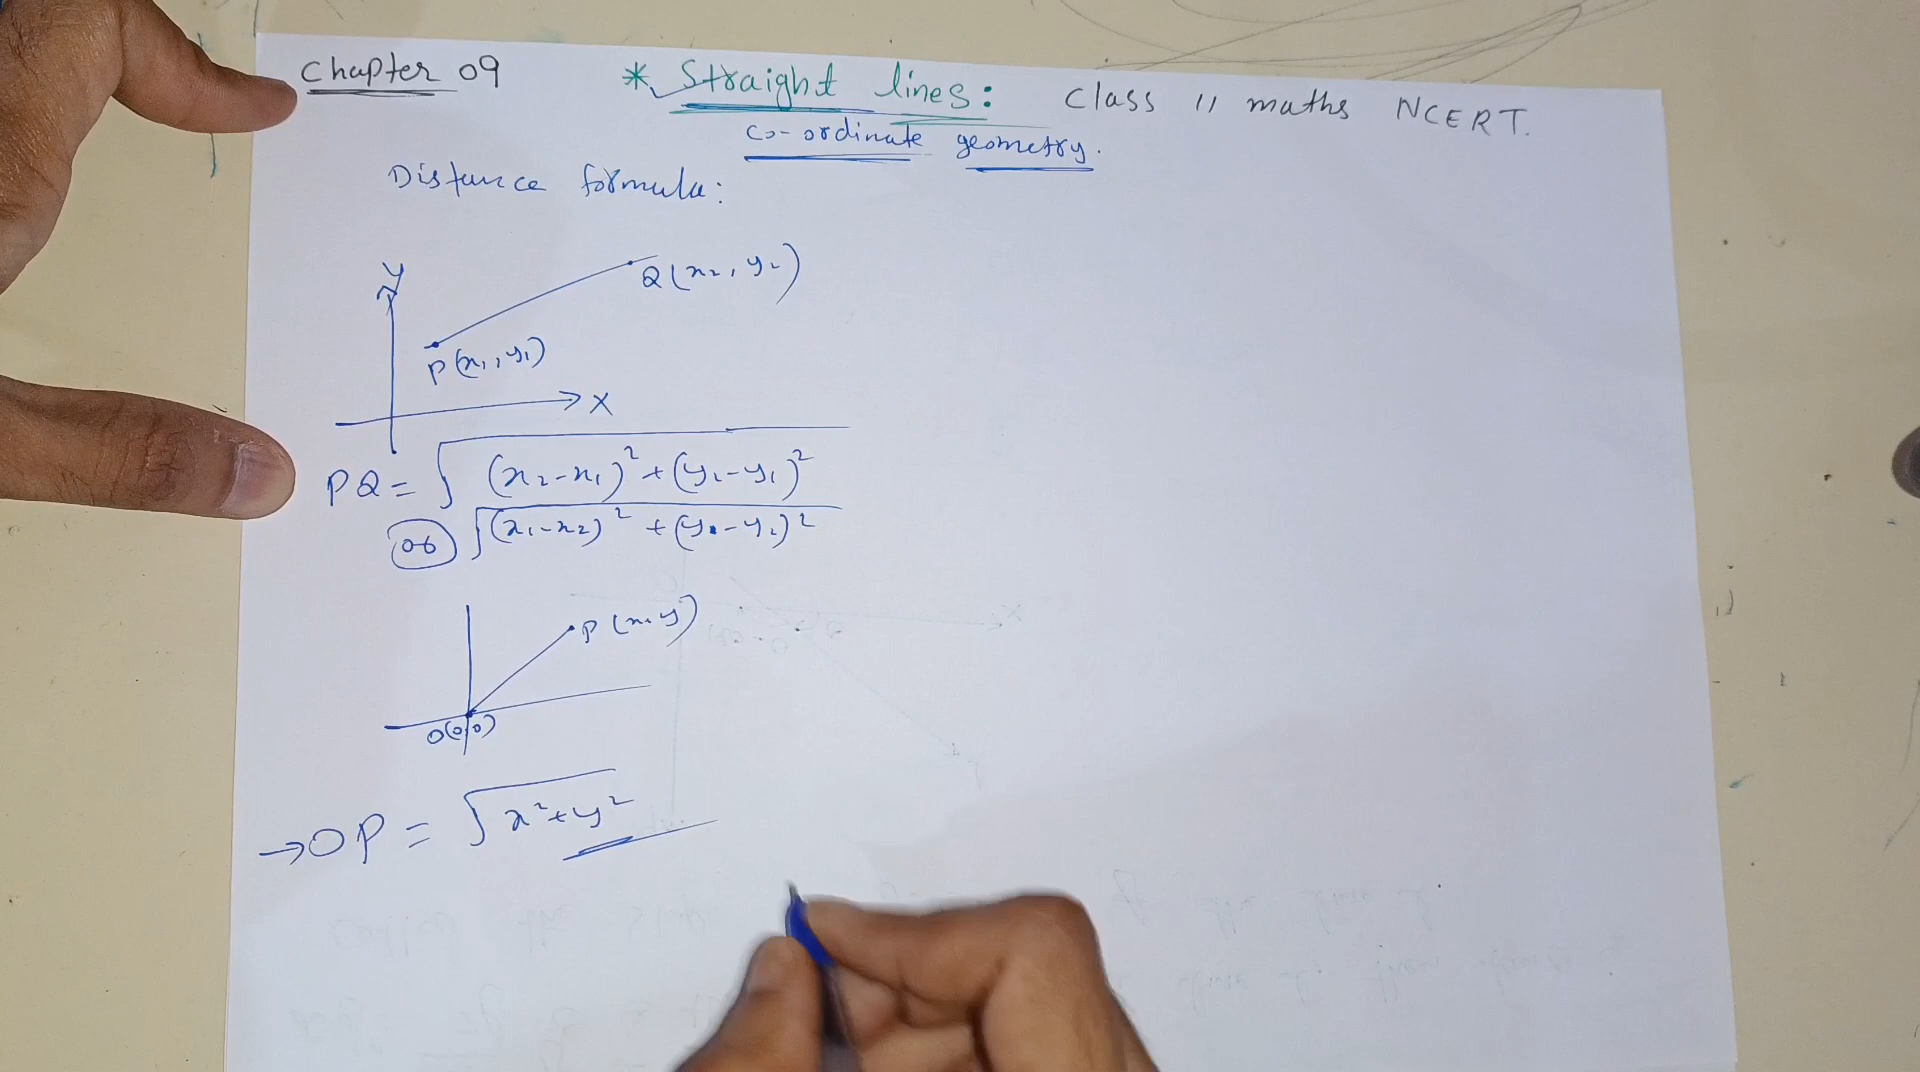 Chapter 09
* Straight lines: Class 11 maths NCERT.
Co-ordinate geometry.
Distance formula:
Y
Q(x₂, y₂)
P(x₁, y₁)
X
PQ = √(x₂-x₁)² + (y₂-y₁)²
or √(x₁-x₂)² + (y₁-y₂)²
P(x, y)
O(0,0)
→OP = √x²+y²